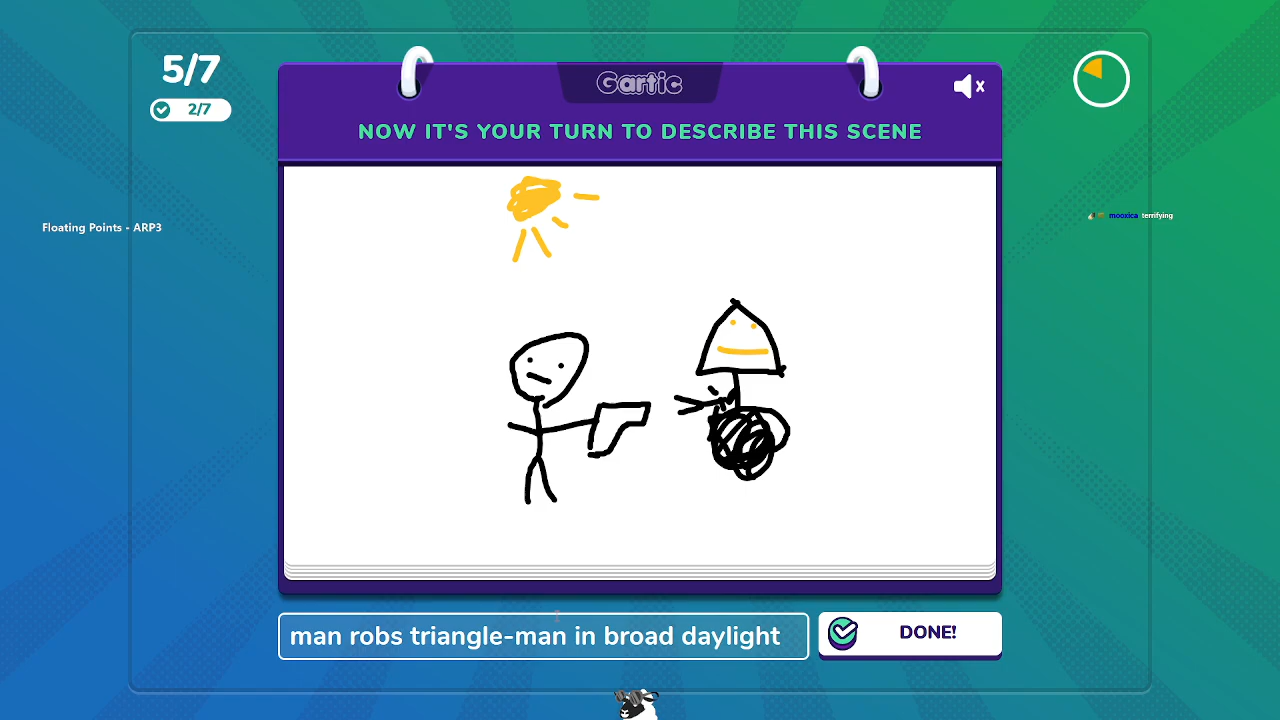 5/7
2/7
Gartic
NOW IT'S YOUR TURN TO DESCRIBE THIS SCENE
Floating Points - ARP3
mooxica terrifying
man robs triangle-man in broad daylight
DONE!